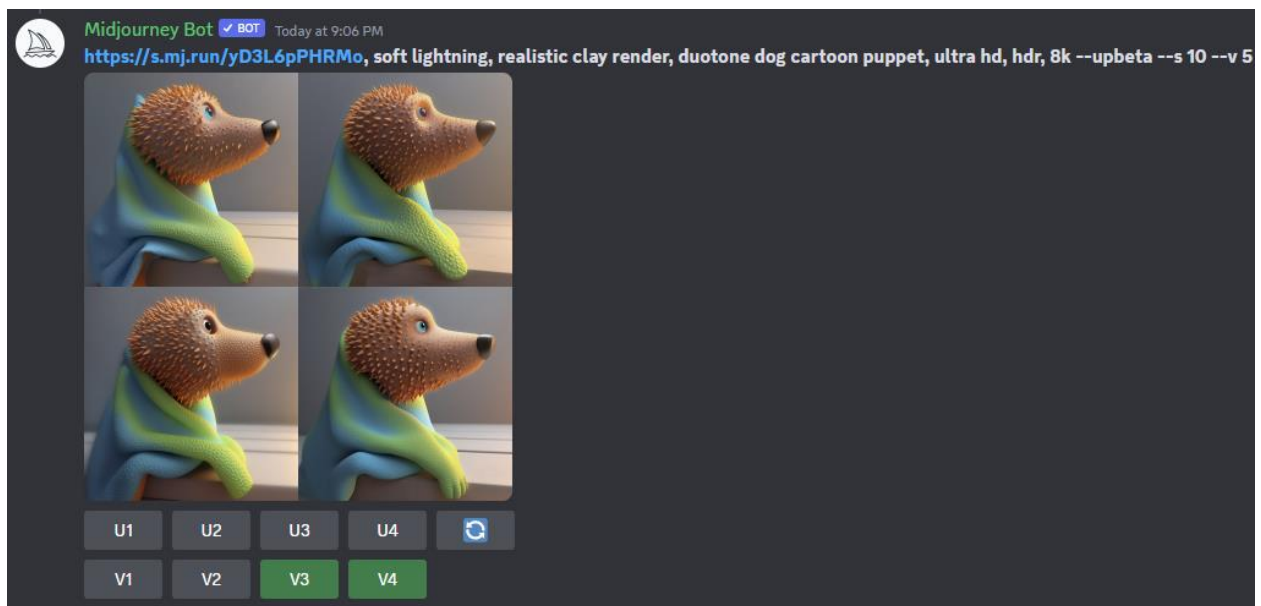 Midjourney Bot ✓ BOT Today at 9:06 PM
https://s.mj.run/yD3L6pPHRMo, soft lightning, realistic clay render, duotone dog cartoon puppet, ultra hd, hdr, 8k --upbeta --s 10 --v 5
U1 U2 U3 U4
V1 V2 V3 V4